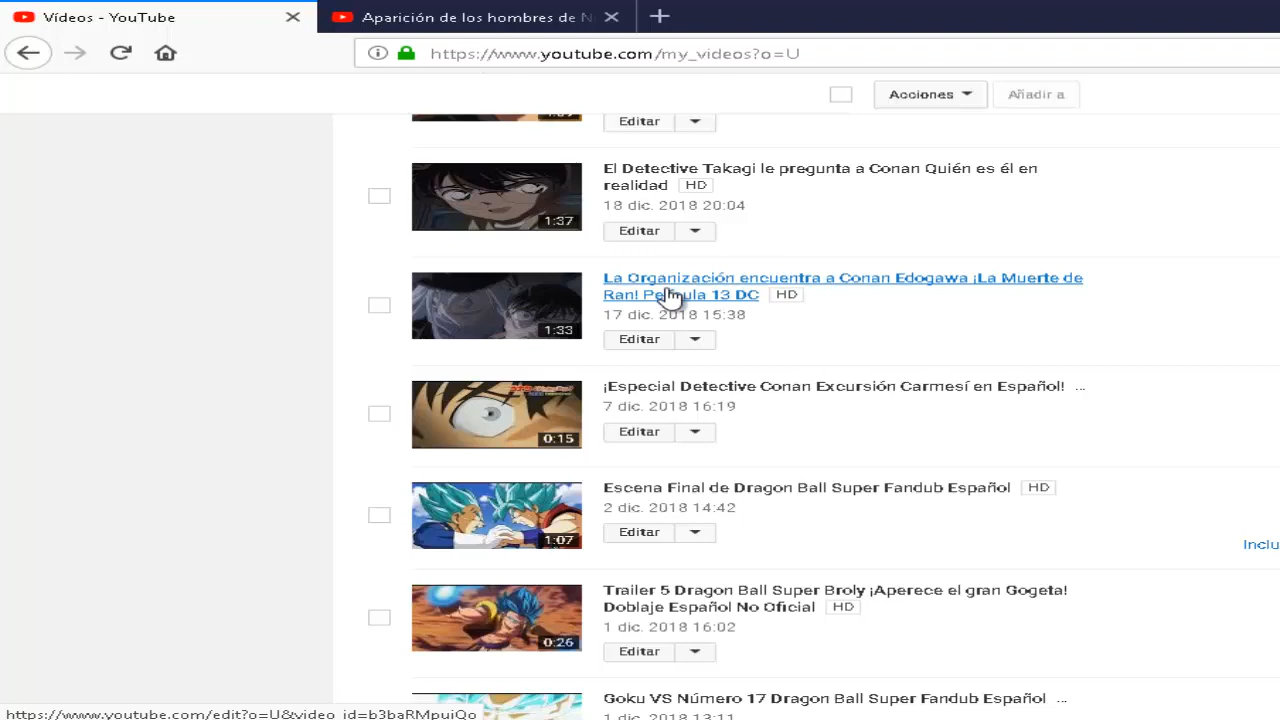 Vídeos - YouTube
Aparición de los hombres de N
https://www.youtube.com/my_videos?o=U
Acciones
Añadir a
Editar
El Detective Takagi le pregunta a Conan Quién es él en
realidad HD
1:37
18 dic. 2018 20:04
Editar
La Organización encuentra a Conan Edogawa ¡La Muerte de
Ran! Película 13 DC HD
1:33
17 dic. 2018 15:38
Editar
¡Especial Detective Conan Excursión Carmesí en Español! ...
0:15
7 dic. 2018 16:19
Editar
Escena Final de Dragon Ball Super Fandub Español HD
1:07
2 dic. 2018 14:42
Editar
Inclu
Trailer 5 Dragon Ball Super Broly ¡Aparece el gran Gogeta!
Doblaje Español No Oficial HD
0:26
1 dic. 2018 16:02
Editar
Goku VS Número 17 Dragon Ball Super Fandub Español ...
1 dic. 2018 13:11
https://www.youtube.com/edit?o=U&video_id=b3baRMpuiQo